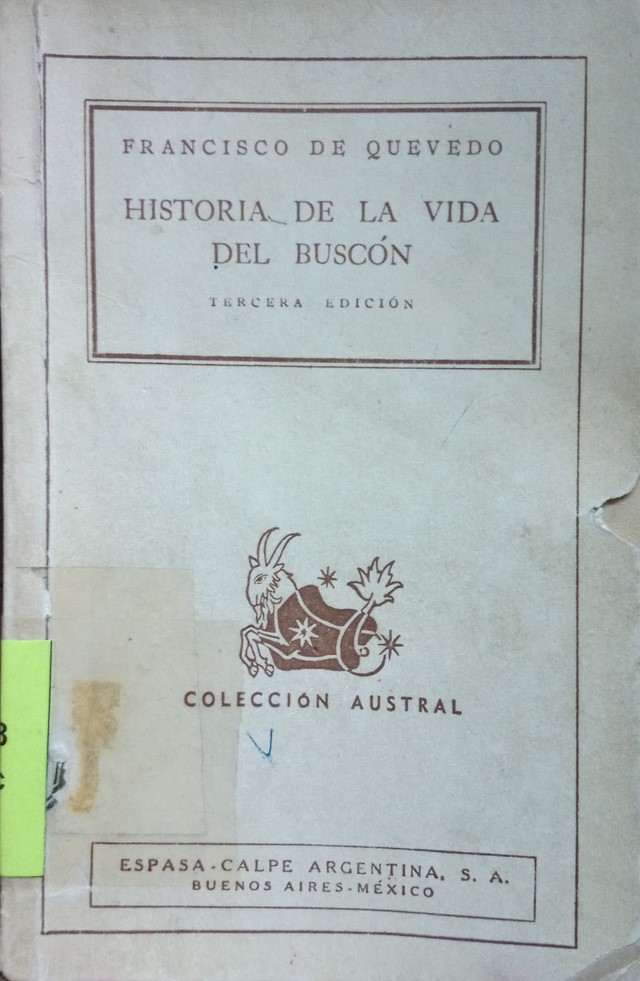 FRANCISCO DE QUEVEDO
HISTORIA DE LA VIDA
DEL BUSCÓN
TERCERA EDICIÓN
COLECCIÓN AUSTRAL
ESPASA-CALPE ARGENTINA, S. A.
BUENOS AIRES-MÉXICO